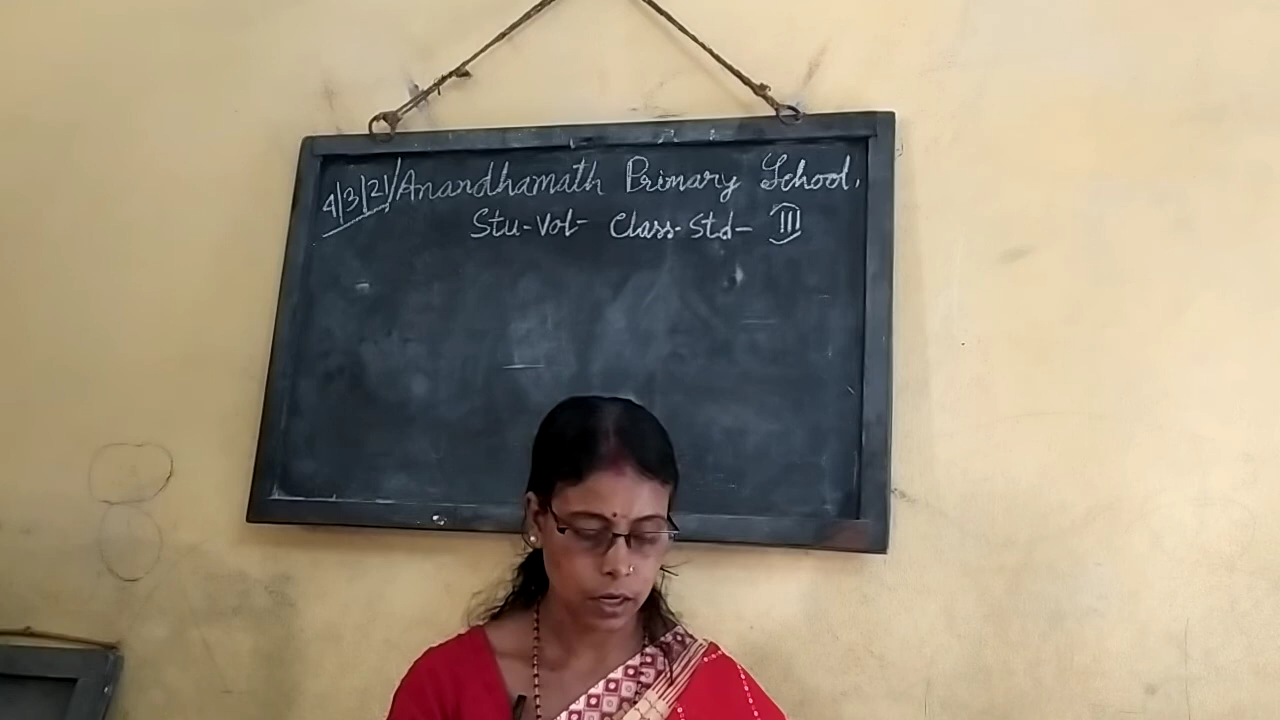 4/3/21/Anandhamath Primary School.
Stu-Vol- Class-Std- III